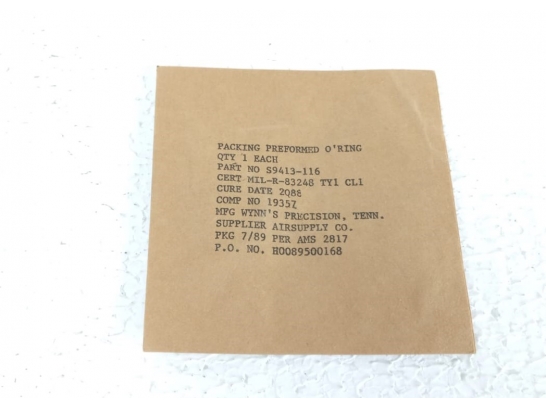 PACKING PREFORMED O'RING
QTY 1 EACH
PART NO S9413-116
CERT MIL-R-83248 TY1 CL1
CURE DATE 2Q88
COMP NO 19357
MFG WYNN'S PRECISION, TENN.
SUPPLIER AIRSUPPLY CO.
PKG 7/89 PER AMS 2817
P.O. NO. H0089500168